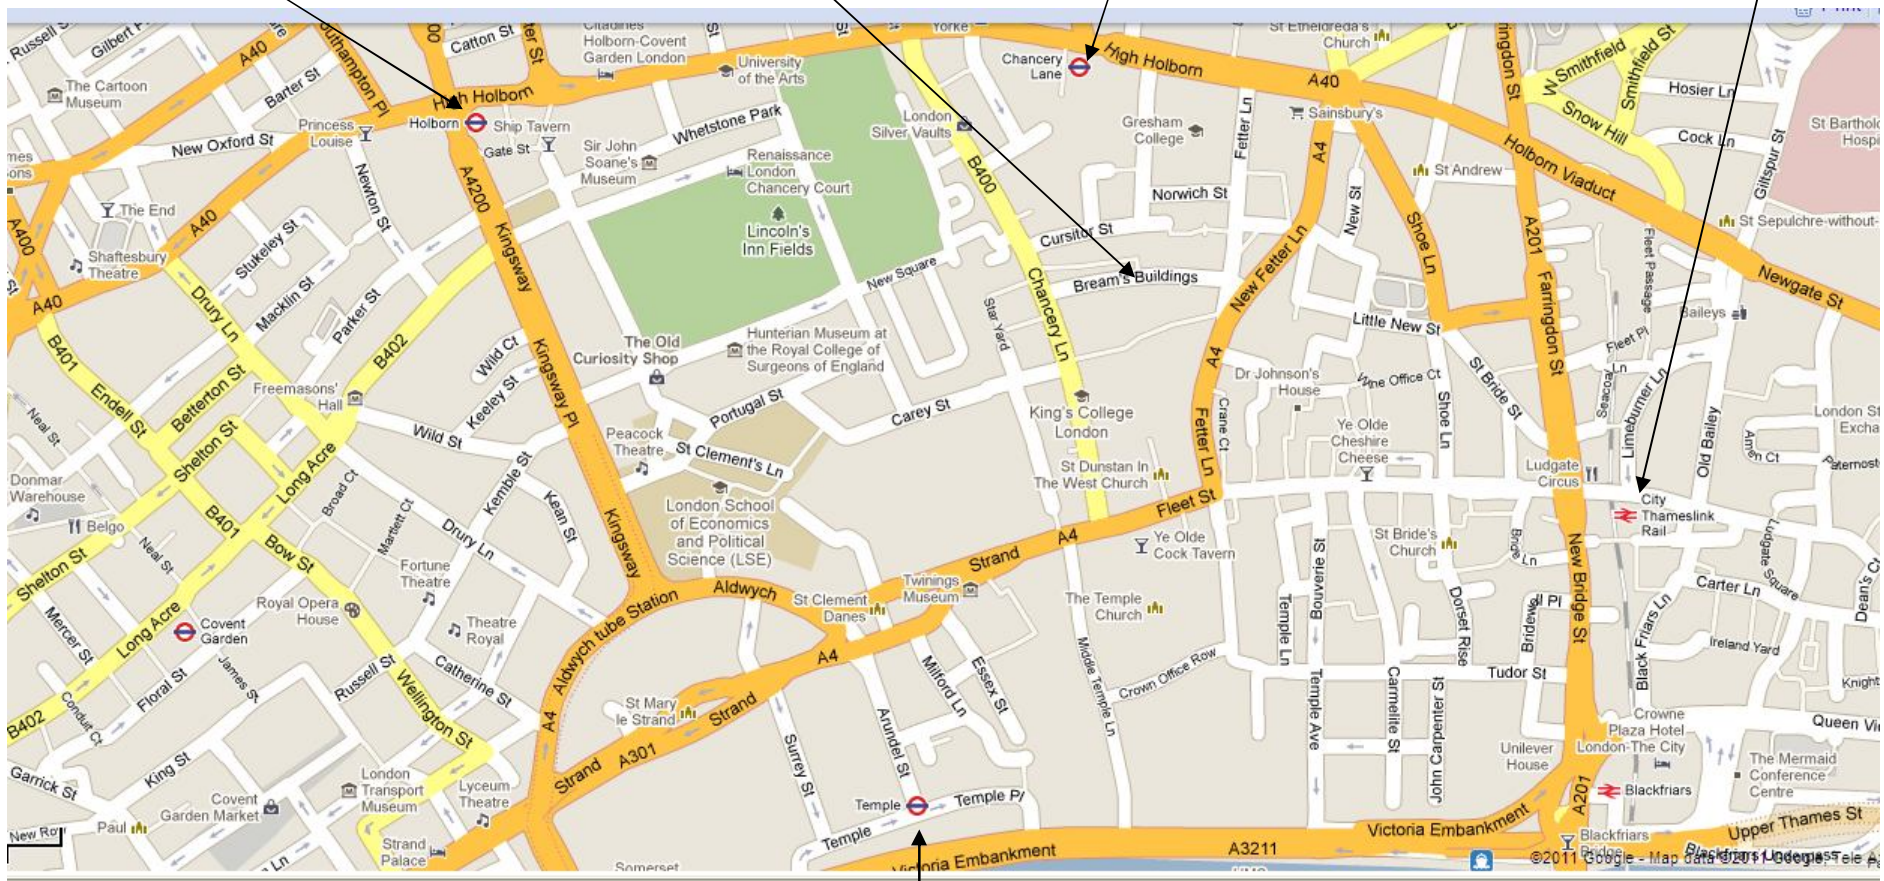 Print
Russell St
Gilbert Pl
A40
Southampton Pl
Catton St
Citadines
Holborn-Covent
Garden London
University
of the Arts
Yorke
Chancery
Lane
High Holborn
St Etheldreda's
Church
A40
W Smithfield
Smithfield St
Hosier Ln
The Cartoon
Museum
Barter St
High Holborn
Holborn
Ship Tavern
Gate St
Whetstone Park
London
Silver Vaults
Gresham
College
Fetter Ln
Sainsbury's
Snow Hill
Cock Ln
Giltspur St
Princess
Louise
New Oxford St
Sir John
Soane's
Museum
Renaissance
London
Chancery Court
B400
A4
St Andrew
Holborn Viaduct
Newton St
A4200
Norwich St
New St
The End
A40
A400
Kingsway
Lincoln's
Inn Fields
Cursitor St
Shoe Ln
A201
Fleet Passage
St Sepulchre-without-
Shaftesbury
Theatre
Stukeley St
Macklin St
New Square
Bream's Buildings
New Fetter Ln
Farringdon St
Newgate St
A40
Drury Ln
Parker St
Star Yard
Chancery Ln
Little New St
Baileys
B401
B402
Wild Ct
Kingsway Pl
The Old
Curiosity Shop
Hunterian Museum at
the Royal College of
Surgeons of England
A4
Fleet Pl
Endell St
Betterton St
Freemasons'
Hall
Keeley St
Dr Johnson's
House
Wine Office Ct
St Bride St
Limeburner Ln
Portugal St
Carey St
King's College
London
Fetter Ln
Crane Ct
Shoe Ln
Old Bailey
Neal St
Shelton St
Long Acre
Wild St
Peacock
Theatre
St Clement's Ln
Ye Olde
Cheshire
Cheese
Amen Ct
Donmar
Warehouse
Broad Ct
Kemble St
St Dunstan In
The West Church
Ludgate
Circus
Belgo
B401
Martlett Ct
Kean St
London School
of Economics
and Political
Science (LSE)
Fleet St
City
Thameslink
Rail
Shelton St
Neal St
Bow St
Drury Ln
Kingsway
Strand
A4
Ye Olde
Cock Tavern
St Bride's
Church
Bride
Ln
New Bridge St
Ludgate Square
Fortune
Theatre
Aldwych
Twinings
Museum
Bouverie St
Carter Ln
Dean's Ct
Mercer St
Long Acre
Royal Opera
House
Aldwych tube Station
St Clement
Danes
The Temple
Church
Temple Ln
Dorset Rise
Bridewell Pl
Black Friars Ln
Covent
Garden
Theatre
Royal
A4
Ireland Yard
Floral St
James St
Russell St
Catherine St
Milford Ln
Essex St
Middle Temple Ln
Crown Office Row
Tudor St
Conduit Ct
B402
Wellington St
A4
St Mary
le Strand
Strand
Arundel St
Temple Ave
Carmelite St
John Carpenter St
Crowne
Plaza Hotel
London-The City
Garrick St
King St
London
Transport
Museum
Strand
A301
Surrey St
Unilever
House
The Mermaid
Conference
Centre
Covent
Garden Market
Lyceum
Theatre
Temple
Temple Pl
A201
Blackfriars
New Row
Paul
Strand
Palace
Temple
Victoria Embankment
Upper Thames St
Somerset
Victoria Embankment
A3211
Blackfriars
Bridge
Blackfriars Underpass
©2011 Google - Map data ©2011 Google, Tele A